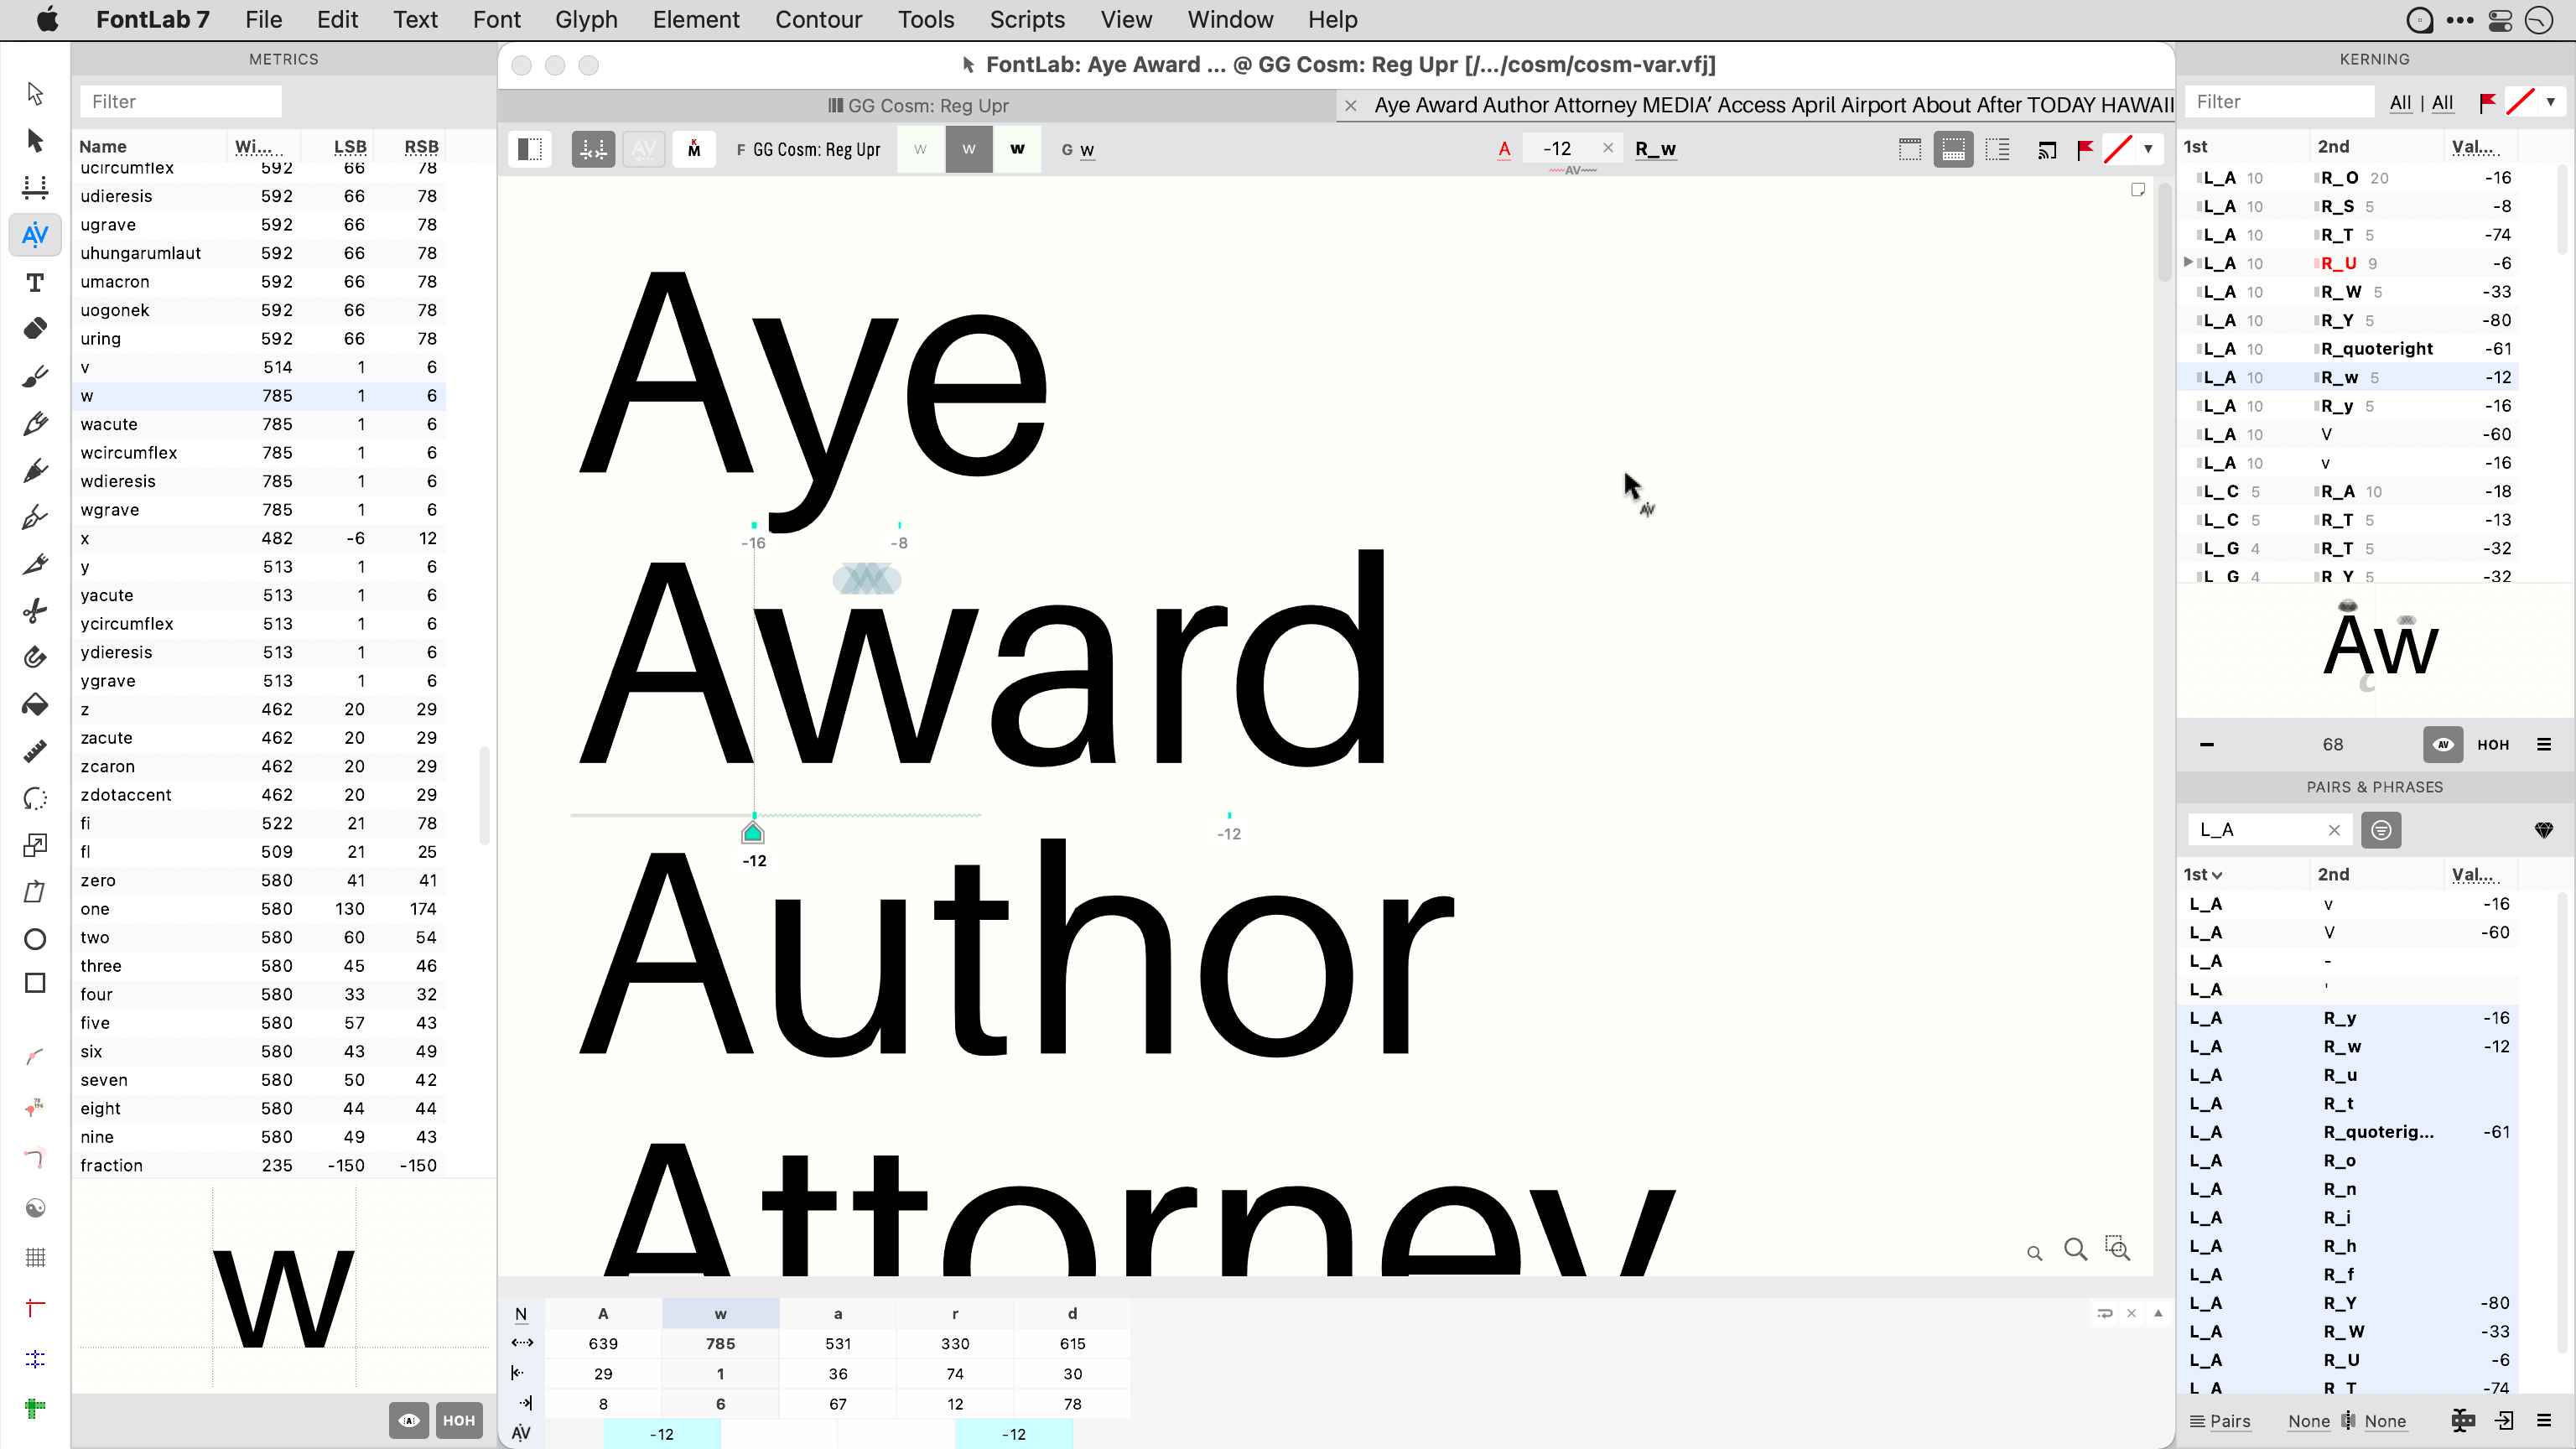 FontLab 7 File Edit Text Font Glyph Element Contour Tools Scripts View Window Help
METRICS
Filter
Name Wi... LSB RSB
ucircumflex 592 66 78
udieresis 592 66 78
ugrave 592 66 78
uhungarumlaut 592 66 78
umacron 592 66 78
uogonek 592 66 78
uring 592 66 78
v 514 1 6
w 785 1 6
wacute 785 1 6
wcircumflex 785 1 6
wdieresis 785 1 6
wgrave 785 1 6
x 482 -6 12
y 513 1 6
yacute 513 1 6
ycircumflex 513 1 6
ydieresis 513 1 6
ygrave 513 1 6
z 462 20 29
zacute 462 20 29
zcaron 462 20 29
zdotaccent 462 20 29
fi 522 21 78
fl 509 21 25
zero 580 41 41
one 580 130 174
two 580 60 54
three 580 45 46
four 580 33 32
five 580 57 43
six 580 43 49
seven 580 50 42
eight 580 44 44
nine 580 49 43
fraction 235 -150 -150
w
HOH
FontLab: Aye Award ... @ GG Cosm: Reg Upr [/.../cosm/cosm-var.vfj]
GG Cosm: Reg Upr
Aye Award Author Attorney MEDIA’ Access April Airport About After TODAY HAWAII
F GG Cosm: Reg Upr w w w G w
A -12 R_w
AV
Aye
-16 -8
Award
-12 -12
Author
Attorney
N A w a r d
639 785 531 330 615
29 1 36 74 30
8 6 67 12 78
AV -12 -12
KERNING
Filter All | All
1st 2nd Val...
L_A 10 R_O 20 -16
L_A 10 R_S 5 -8
L_A 10 R_T 5 -74
L_A 10 R_U 9 -6
L_A 10 R_W 5 -33
L_A 10 R_Y 5 -80
L_A 10 R_quoteright -61
L_A 10 R_w 5 -12
L_A 10 R_y 5 -16
L_A 10 V -60
L_A 10 v -16
L_C 5 R_A 10 -18
L_C 5 R_T 5 -13
L_G 4 R_T 5 -32
L_G 4 R_Y 5 -32
Aw
68 AV HOH
PAIRS & PHRASES
L_A
1st 2nd Val...
L_A v -16
L_A V -60
L_A -
L_A '
L_A R_y -16
L_A R_w -12
L_A R_u
L_A R_t
L_A R_quoterig... -61
L_A R_o
L_A R_n
L_A R_i
L_A R_h
L_A R_f
L_A R_Y -80
L_A R_W -33
L_A R_U -6
L_A R_T -74
Pairs None None